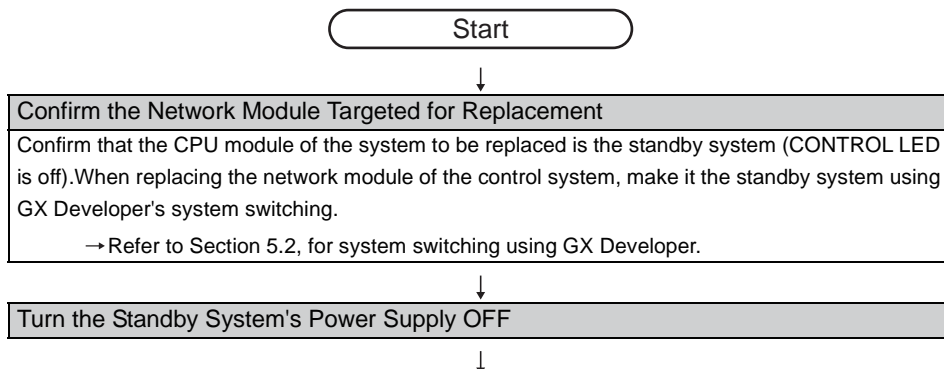 Start
Confirm the Network Module Targeted for Replacement
Confirm that the CPU module of the system to be replaced is the standby system (CONTROL LED
is off).When replacing the network module of the control system, make it the standby system using
GX Developer's system switching.
→Refer to Section 5.2, for system switching using GX Developer.
Turn the Standby System's Power Supply OFF